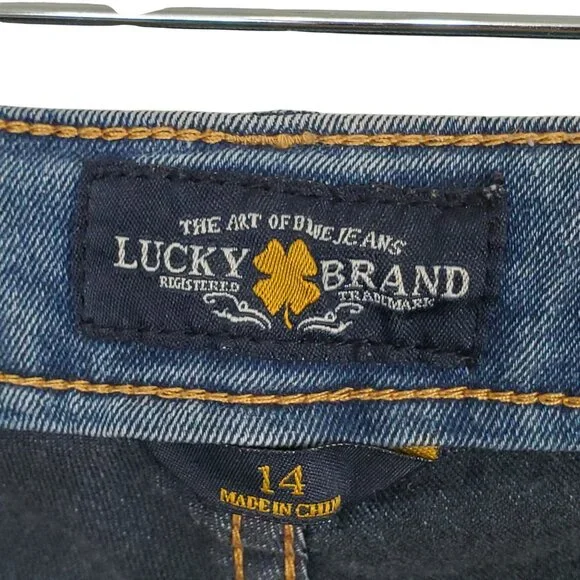 THE ART OF BLUE JEANS
LUCKY BRAND
REGISTERED TRADEMARK
14
MADE IN CHINA